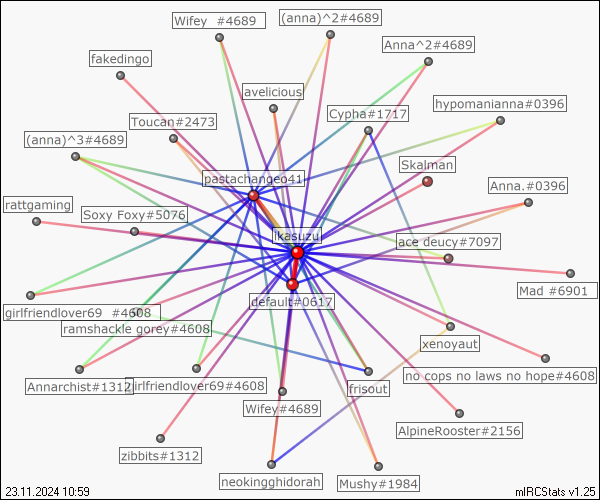 Wifey #4689
(anna)^2#4689
Anna^2#4689
fakedingo
avelicious
hypomanianna#0396
Toucan#2473
Cypha#1717
(anna)^3#4689
Skalman
pastachangeo41
Anna.#0396
rattgaming
Soxy Foxy#5076
ikasuzu
ace deucy#7097
Mad #6901
default#0617
girlfriendlover69 #4608
ramshackle gorey#4608
xenoyaut
no cops no laws no hope#4608
Annarchist#1312
girlfriendlover69#4608
frisout
Wifey#4689
AlpineRooster#2156
zibbits#1312
neokingghidorah
Mushy#1984
23.11.2024 10:59
mIRCStats v1.25